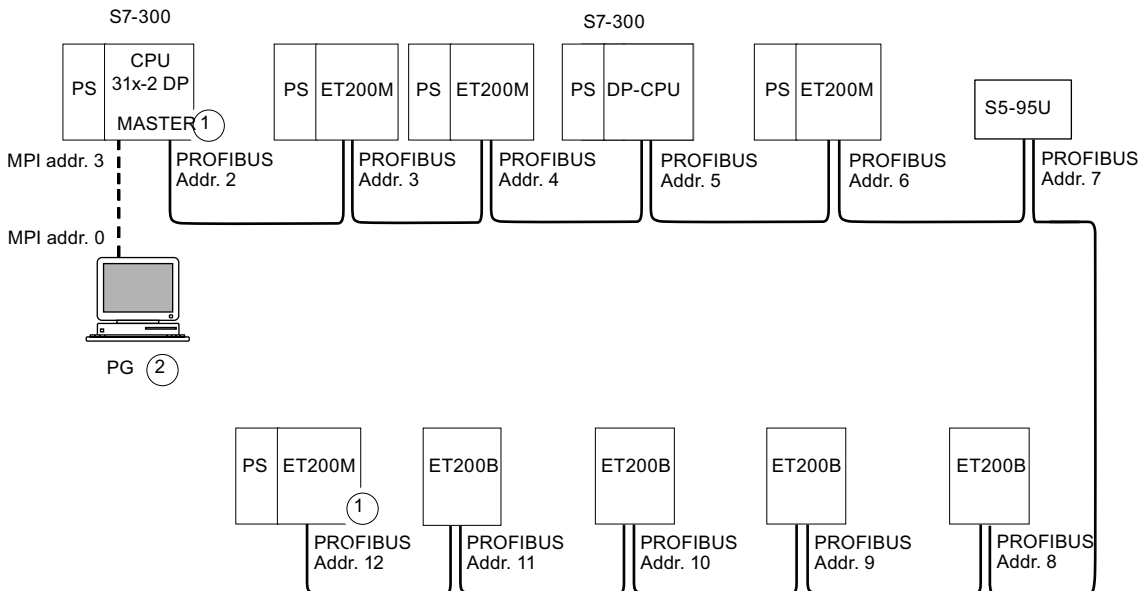 S7-300
S7-300
PS
CPU
31x-2 DP
MASTER 1
PS ET200M
PS ET200M
PS DP-CPU
PS ET200M
S5-95U
MPI addr. 3
PROFIBUS
Addr. 2
PROFIBUS
Addr. 3
PROFIBUS
Addr. 4
PROFIBUS
Addr. 5
PROFIBUS
Addr. 6
PROFIBUS
Addr. 7
MPI addr. 0
PG 2
PS ET200M
1
ET200B
ET200B
ET200B
ET200B
PROFIBUS
Addr. 12
PROFIBUS
Addr. 11
PROFIBUS
Addr. 10
PROFIBUS
Addr. 9
PROFIBUS
Addr. 8